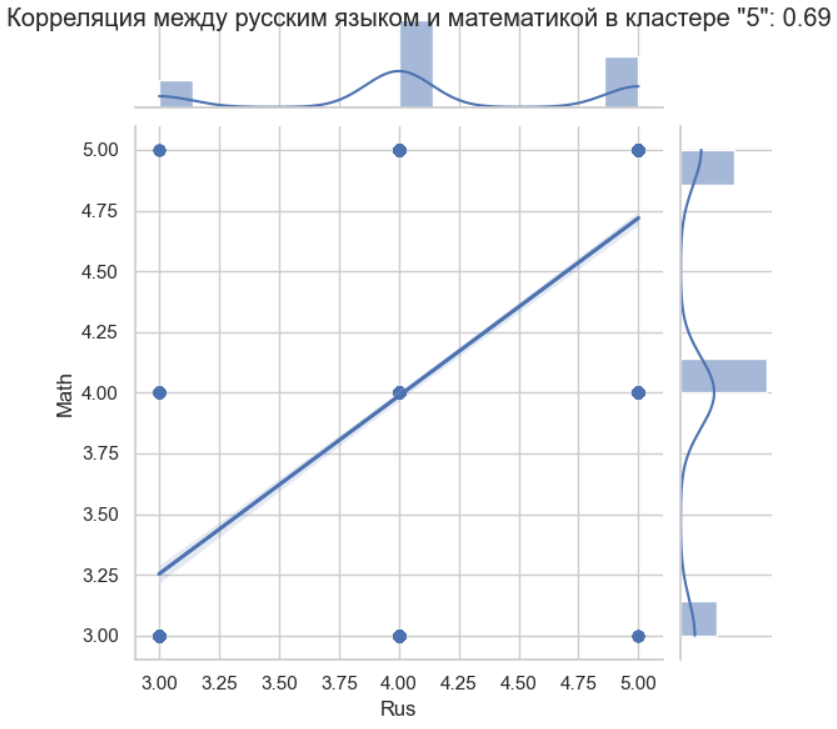 Корреляция между русским языком и математикой в кластере "5": 0.69
5.00
4.75
4.50
4.25
4.00
3.75
3.50
3.25
3.00
Math
3.00 3.25 3.50 3.75 4.00 4.25 4.50 4.75 5.00
Rus